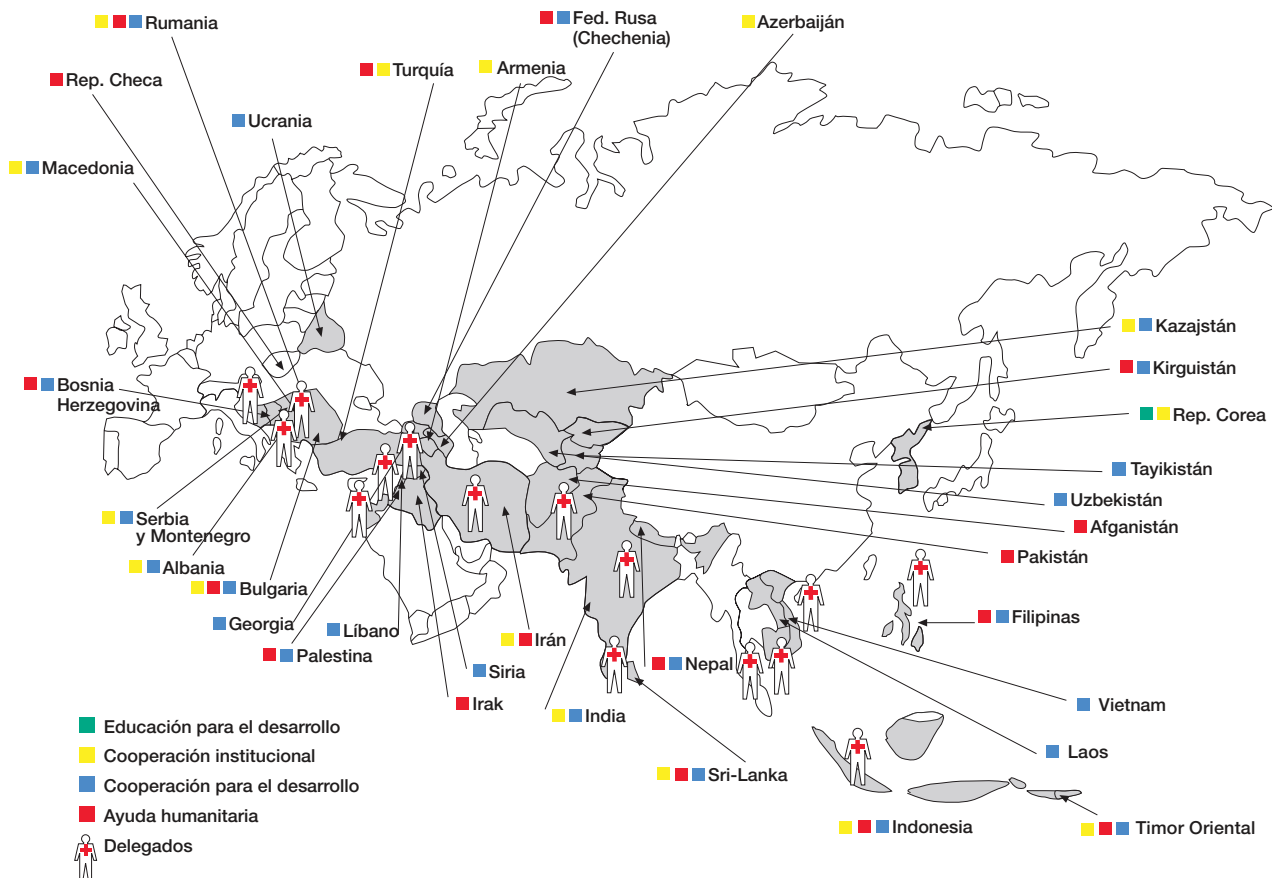 Rumania
Fed. Rusa
(Chechenia)
Azerbaiján
Rep. Checa
Turquía
Armenia
Ucrania
Macedonia
Kazajstán
Kirguistán
Bosnia
Herzegovina
Rep. Corea
Tayikistán
Uzbekistán
Serbia
y Montenegro
Afganistán
Pakistán
Albania
Bulgaria
Georgia
Líbano
Irán
Filipinas
Palestina
Siria
Nepal
Irak
India
Vietnam
Laos
Sri-Lanka
Indonesia
Timor Oriental
Educación para el desarrollo
Cooperación institucional
Cooperación para el desarrollo
Ayuda humanitaria
Delegados